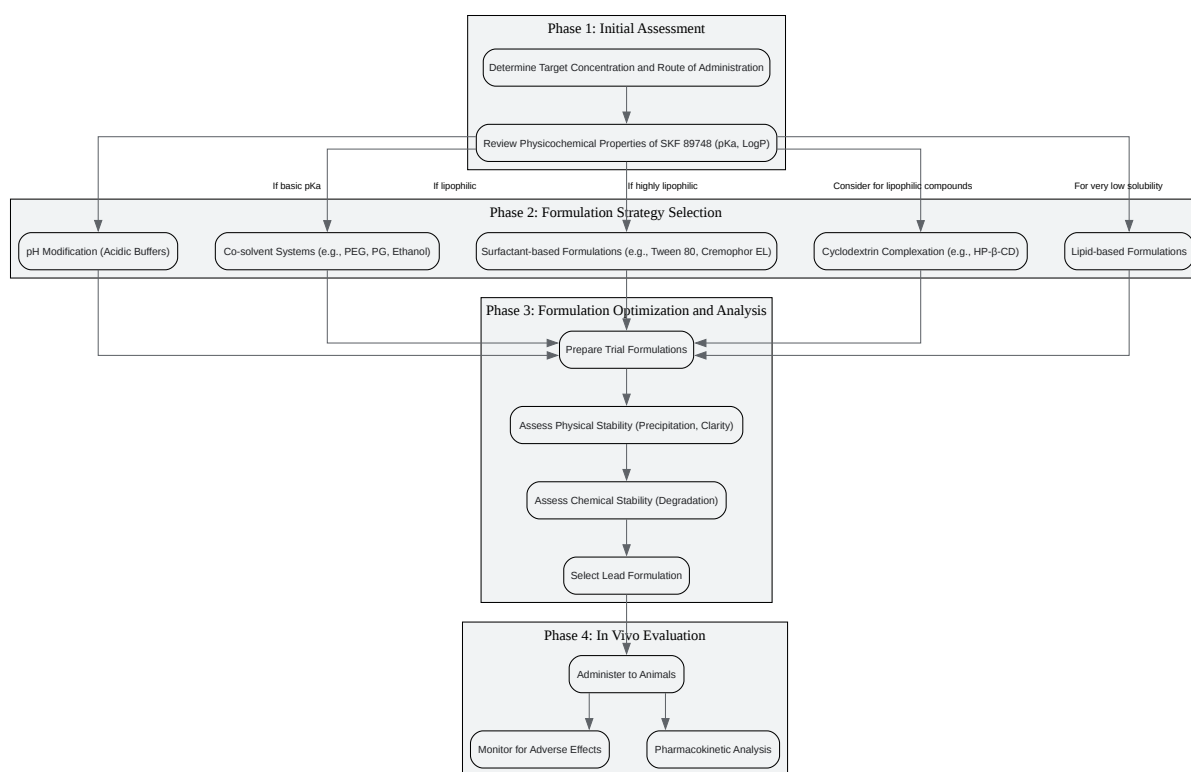 Phase 1: Initial Assessment
Determine Target Concentration and Route of Administration
Review Physicochemical Properties of SKF 89748 (pKa, LogP)
If basic pKa
If lipophilic
If highly lipophilic
Consider for lipophilic compounds
For very low solubility
Phase 2: Formulation Strategy Selection
pH Modification (Acidic Buffers)
Co-solvent Systems (e.g., PEG, PG, Ethanol)
Surfactant-based Formulations (e.g., Tween 80, Cremophor EL)
Cyclodextrin Complexation (e.g., HP-β-CD)
Lipid-based Formulations
Phase 3: Formulation Optimization and Analysis
Prepare Trial Formulations
Assess Physical Stability (Precipitation, Clarity)
Assess Chemical Stability (Degradation)
Select Lead Formulation
Phase 4: In Vivo Evaluation
Administer to Animals
Monitor for Adverse Effects
Pharmacokinetic Analysis